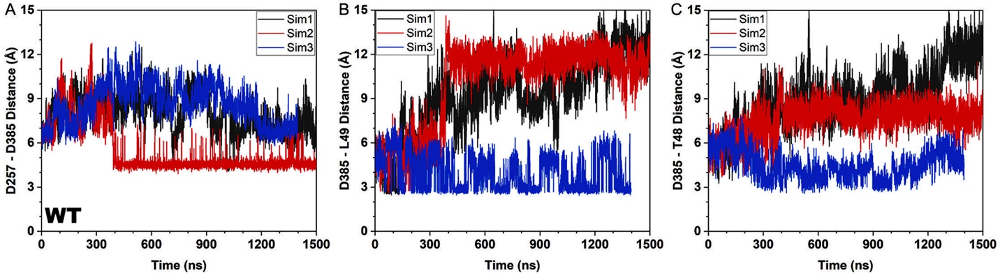 A
15
12
9
6
3
0
D257 - D385 Distance (Å)
Sim1
Sim2
Sim3
WT
0 300 600 900 1200 1500
Time (ns)
B
15
12
9
6
3
0
D385 - L49 Distance (Å)
Sim1
Sim2
Sim3
0 300 600 900 1200 1500
Time (ns)
C
15
12
9
6
3
0
D385 - T48 Distance (Å)
Sim1
Sim2
Sim3
0 300 600 900 1200 1500
Time (ns)